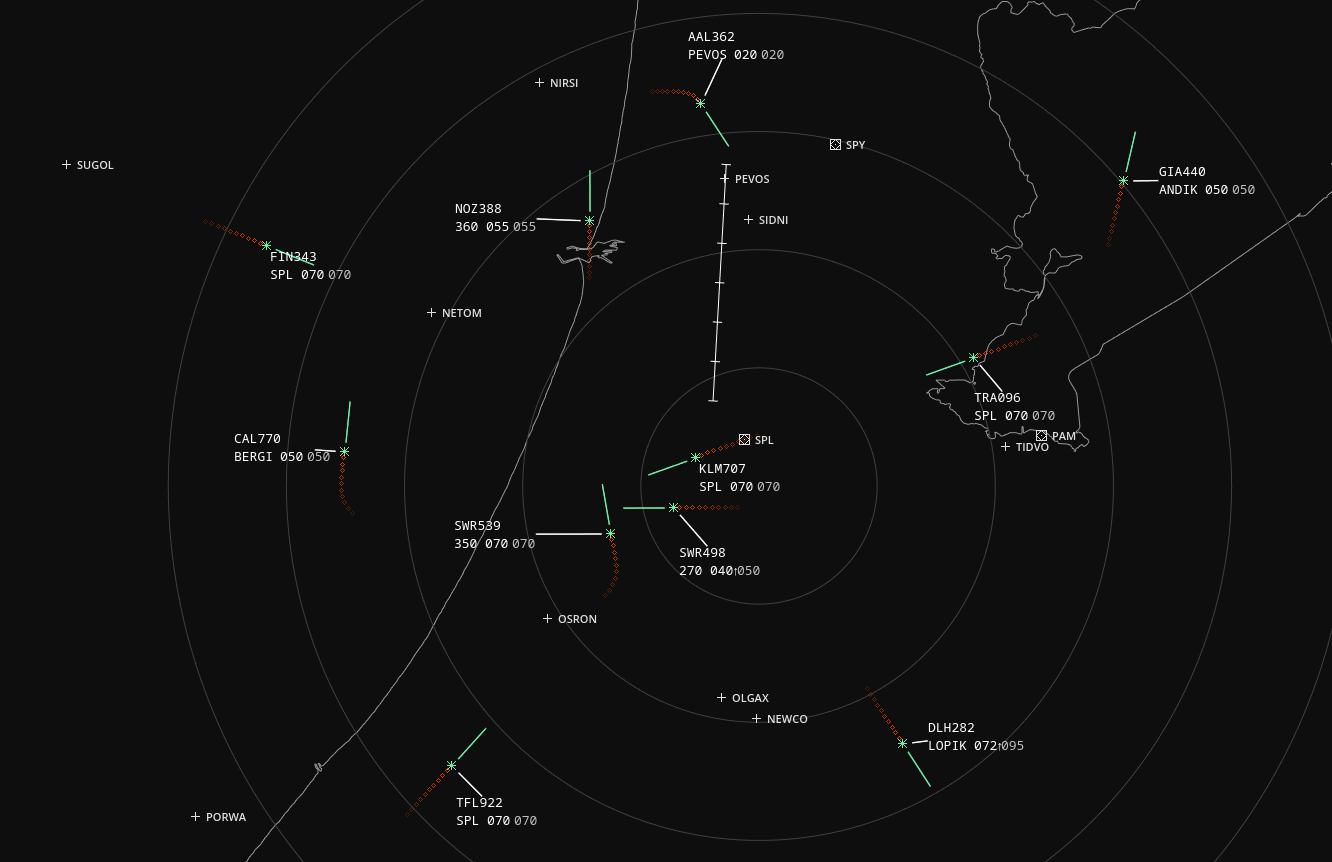 AAL362
PEVOS 020 020
NIRSI
SPY
SUGOL
GIA440
ANDIK 050 050
PEVOS
NOZ388
360 055 055
SIDNI
FIN343
SPL 070 070
NETOM
TRA096
SPL 070 070
CAL770
BERGI 050 050
SPL
PAM
TIDVO
KLM707
SPL 070 070
SWR539
350 070 070
SWR498
270 040↑050
OSRON
OLGAX
NEWCO
DLH282
LOPIK 072↑095
TFL922
SPL 070 070
PORWA